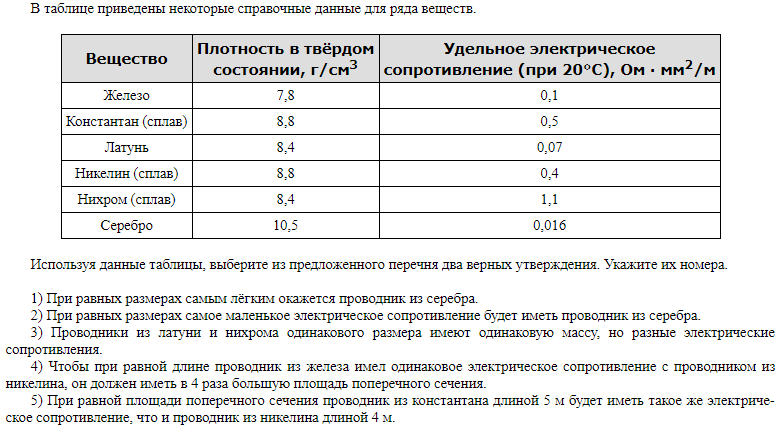 В таблице приведены некоторые справочные данные для ряда веществ.
Вещество
Плотность в твёрдом состоянии, г/см³
Удельное электрическое сопротивление (при 20°С), Ом · мм²/м
Железо 7,8 0,1
Константан (сплав) 8,8 0,5
Латунь 8,4 0,07
Никелин (сплав) 8,8 0,4
Нихром (сплав) 8,4 1,1
Серебро 10,5 0,016
Используя данные таблицы, выберите из предложенного перечня два верных утверждения. Укажите их номера.
1) При равных размерах самым лёгким окажется проводник из серебра.
2) При равных размерах самое маленькое электрическое сопротивление будет иметь проводник из серебра.
3) Проводники из латуни и нихрома одинакового размера имеют одинаковую массу, но разные электрические
сопротивления.
4) Чтобы при равной длине проводник из железа имел одинаковое электрическое сопротивление с проводником из
никелина, он должен иметь в 4 раза большую площадь поперечного сечения.
5) При равной площади поперечного сечения проводник из константана длиной 5 м будет иметь такое же электриче-
ское сопротивление, что и проводник из никелина длиной 4 м.